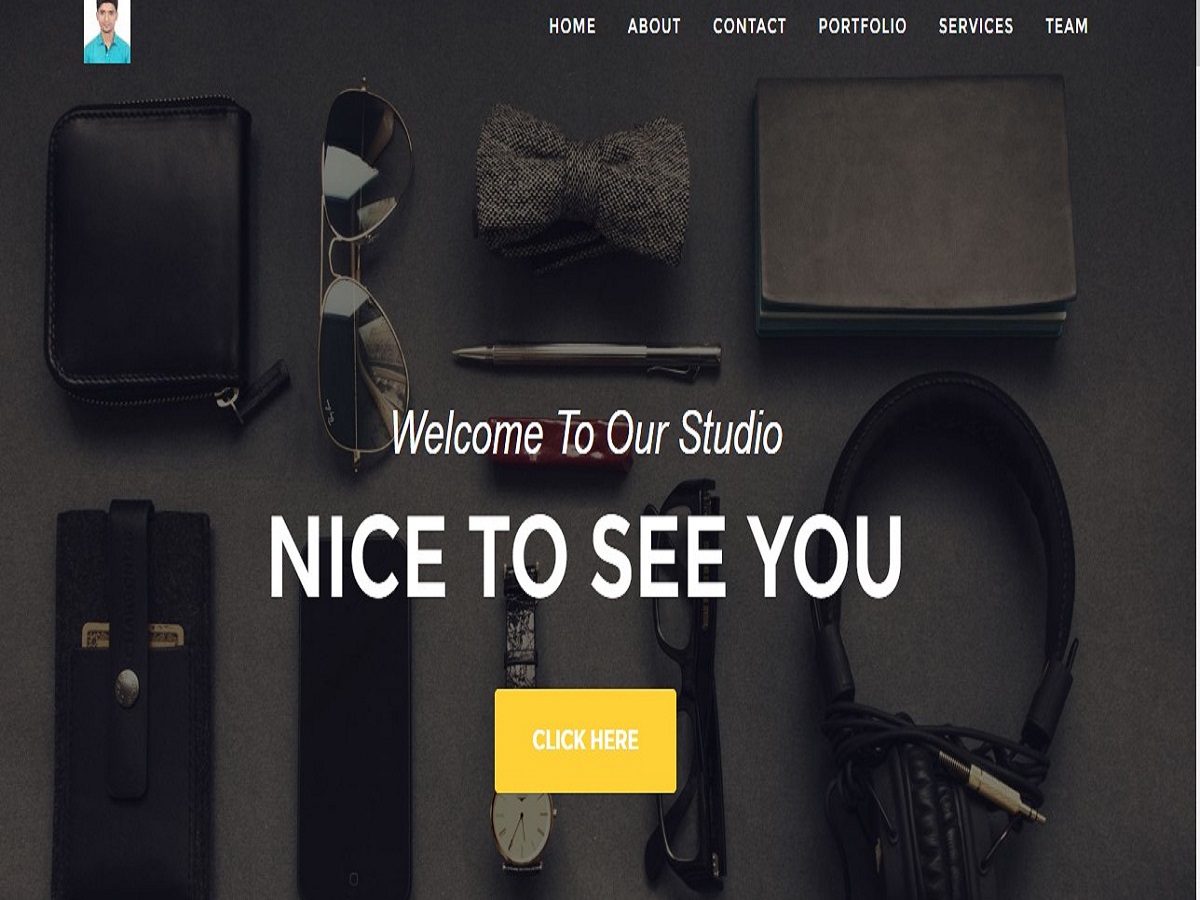 HOME ABOUT CONTACT PORTFOLIO SERVICES TEAM
Welcome To Our Studio
NICE TO SEE YOU
CLICK HERE